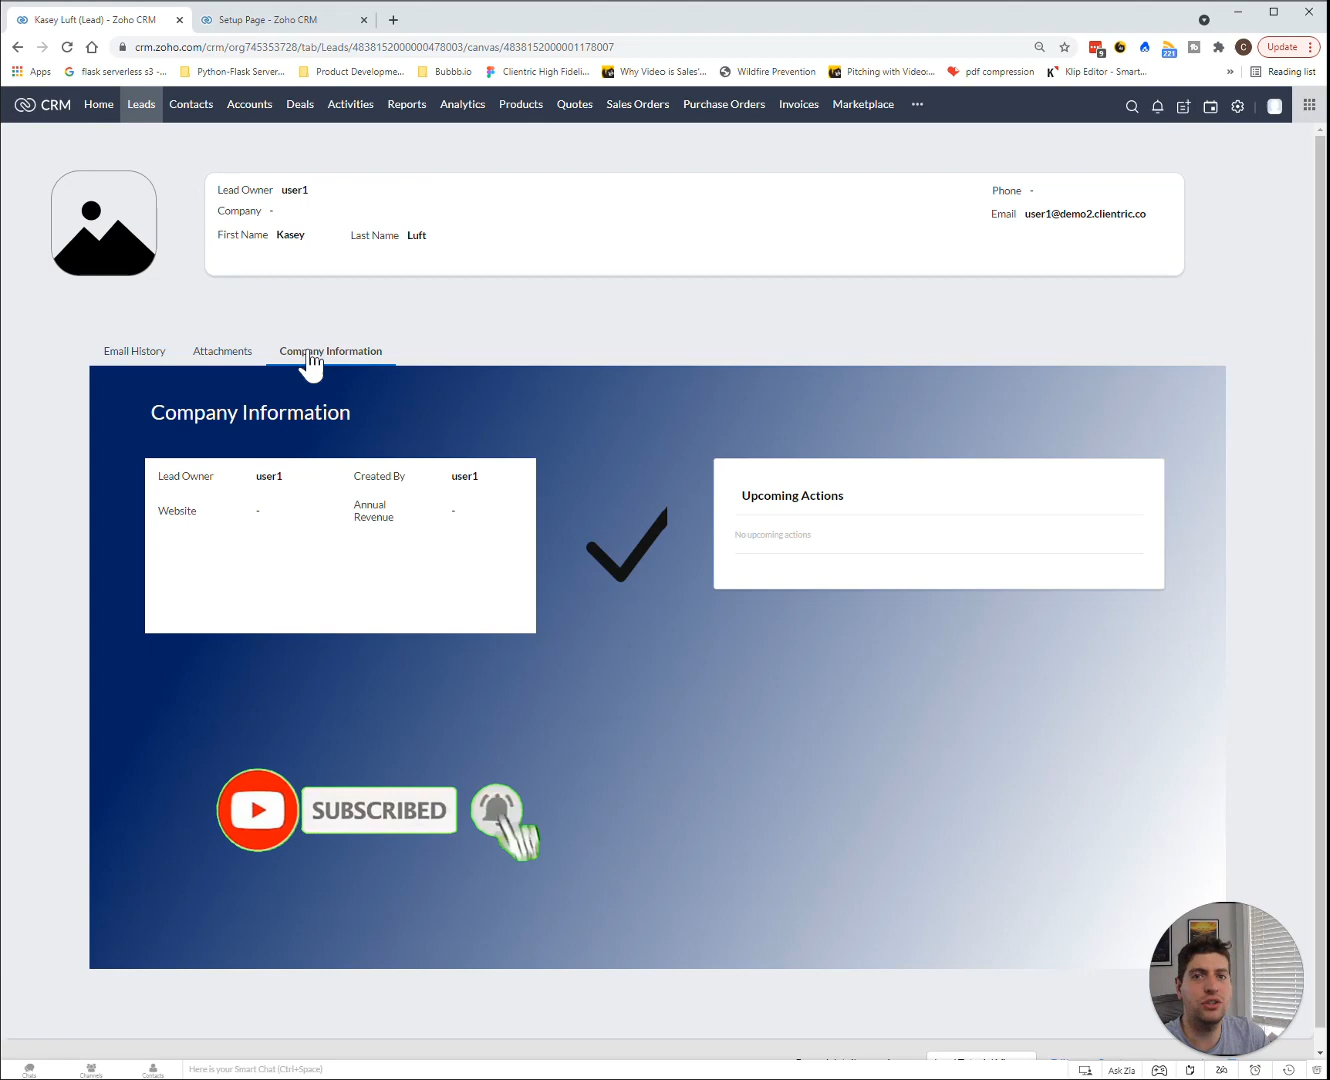 Kasey Luft (Lead) - Zoho CRM
Setup Page - Zoho CRM
crm.zoho.com/crm/org745353728/tab/Leads/4838152000000478003/canvas/4838152000001178007
9
221
C
Update
Apps
flask serverless s3 -...
Python-Flask Server...
Product Developme...
Bubbb.io
Clientric High Fideli...
Why Video is Sales'...
Wildfire Prevention
Pitching with Video:...
pdf compression
Klip Editor - Smart...
»
Reading list
CRM
Home
Leads
Contacts
Accounts
Deals
Activities
Reports
Analytics
Products
Quotes
Sales Orders
Purchase Orders
Invoices
Marketplace
•••
Lead Owner user1
Phone -
Company -
Email user1@demo2.clientric.co
First Name Kasey Last Name Luft
Email History
Attachments
Company Information
Company Information
Lead Owner user1 Created By user1
Website - Annual Revenue -
Upcoming Actions
No upcoming actions
SUBSCRIBED
Chats
Channels
Contacts
Here is your Smart Chat (Ctrl+Space)
Ask Zia